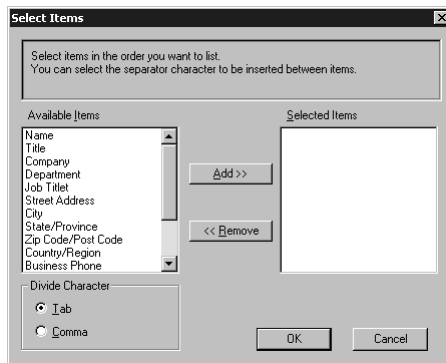 Select Items
Select items in the order you want to list.
You can select the separator character to be inserted between items.
Available Items
Selected Items
Name
Title
Company
Department
Job Titlet
Street Address
City
State/Province
Zip Code/Post Code
Country/Region
Business Phone
Add >>
<< Remove
Divide Character
Tab
Comma
OK
Cancel